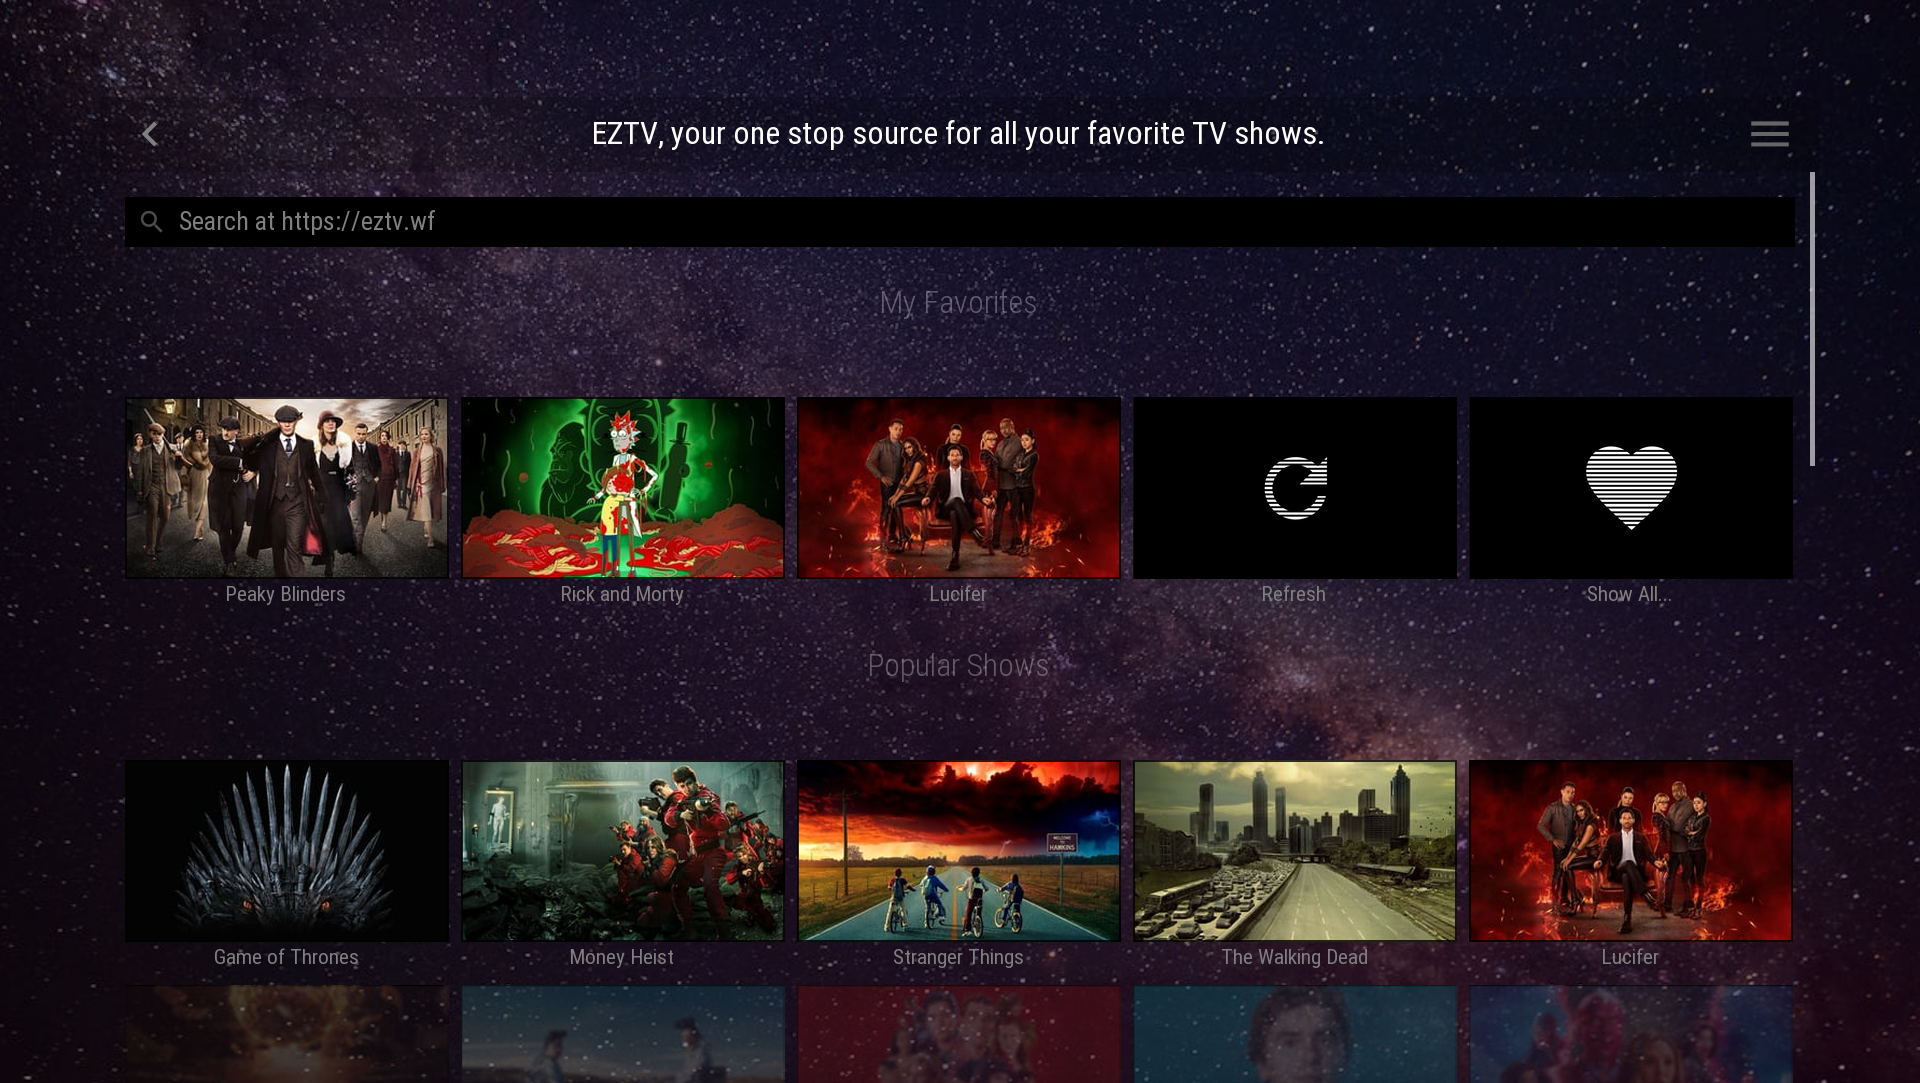 EZTV, your one stop source for all your favorite TV shows.
Search at https://eztv.wf
My Favorites
Peaky Blinders
Rick and Morty
Lucifer
Refresh
Show All...
Popular Shows
WELCOME
TO
HAWKINS
Game of Thrones
Money Heist
Stranger Things
The Walking Dead
Lucifer